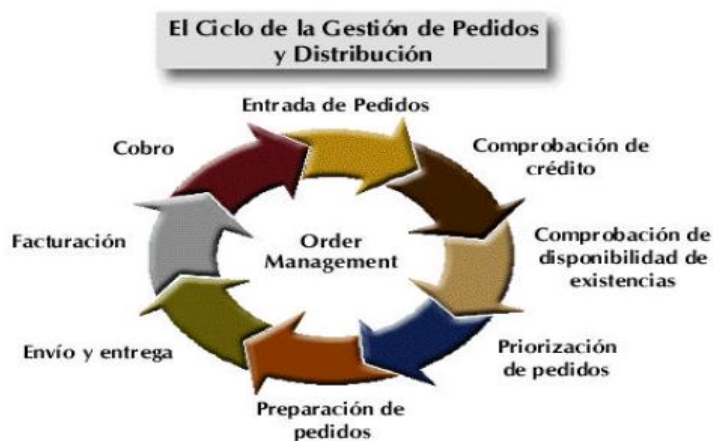 El Ciclo de la Gestión de Pedidos
y Distribución
Entrada de Pedidos
Comprobación de
crédito
Comprobación de
disponibilidad de
existencias
Priorización
de pedidos
Preparación de
pedidos
Envío y entrega
Facturación
Cobro
Order
Management